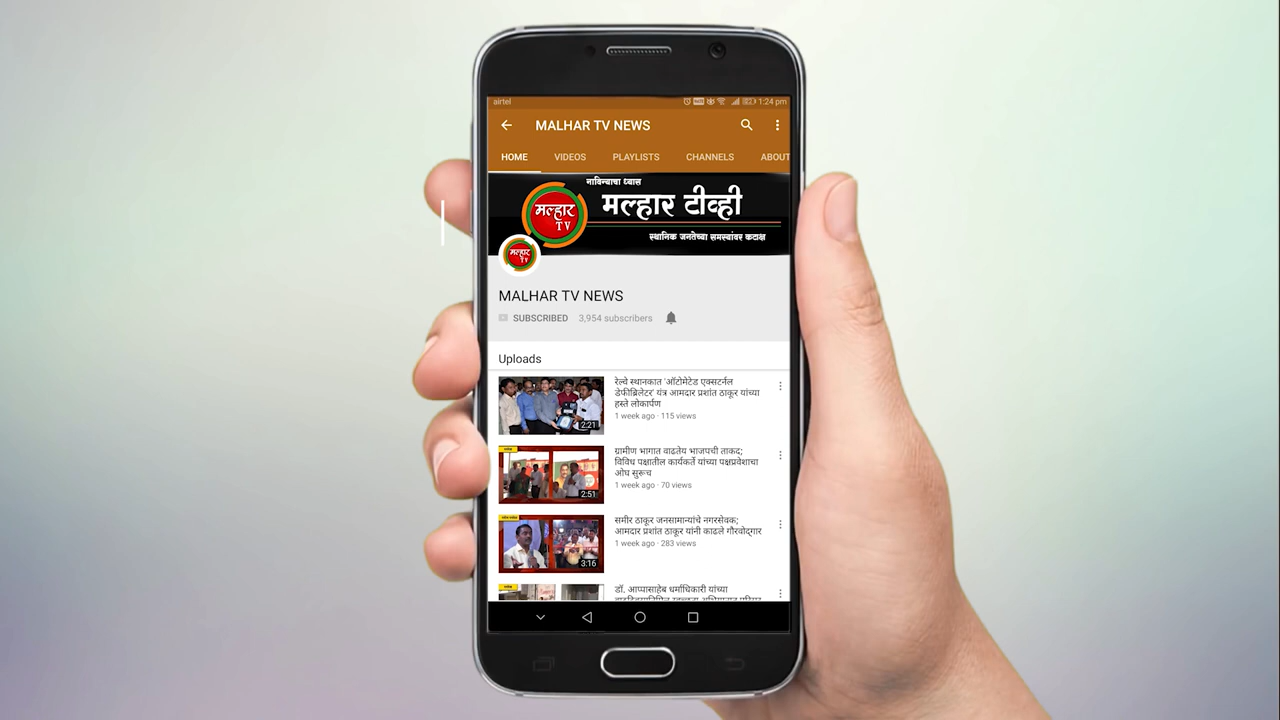 airtel 1:24 pm
MALHAR TV NEWS
HOME VIDEOS PLAYLISTS CHANNELS ABOUT
नाविन्याचा ध्यास
मल्हार टीव्ही
मल्हार
TV
स्थानिक जनतेच्या समस्यांवर कटाक्ष
मल्हार
TV
MALHAR TV NEWS
SUBSCRIBED 3,954 subscribers
Uploads
रेल्वे स्थानकात 'ऑटोमेटेड एक्सटर्नल
डेफीब्रिलेटर' यंत्र आमदार प्रशांत ठाकूर यांच्या
हस्ते लोकार्पण
1 week ago · 115 views
2:21
ग्रामीण भागात वाढतेय भाजपची ताकद;
विविध पक्षातील कार्यकर्ते यांच्या पक्षप्रवेशाचा
ओघ सुरूच
1 week ago · 70 views
2:51
समीर ठाकूर जनसामान्यांचे नगरसेवक;
आमदार प्रशांत ठाकूर यांनी काढले गौरवोद्गार
1 week ago · 283 views
3:16
डॉ. आप्पासाहेब धर्माधिकारी यांच्या